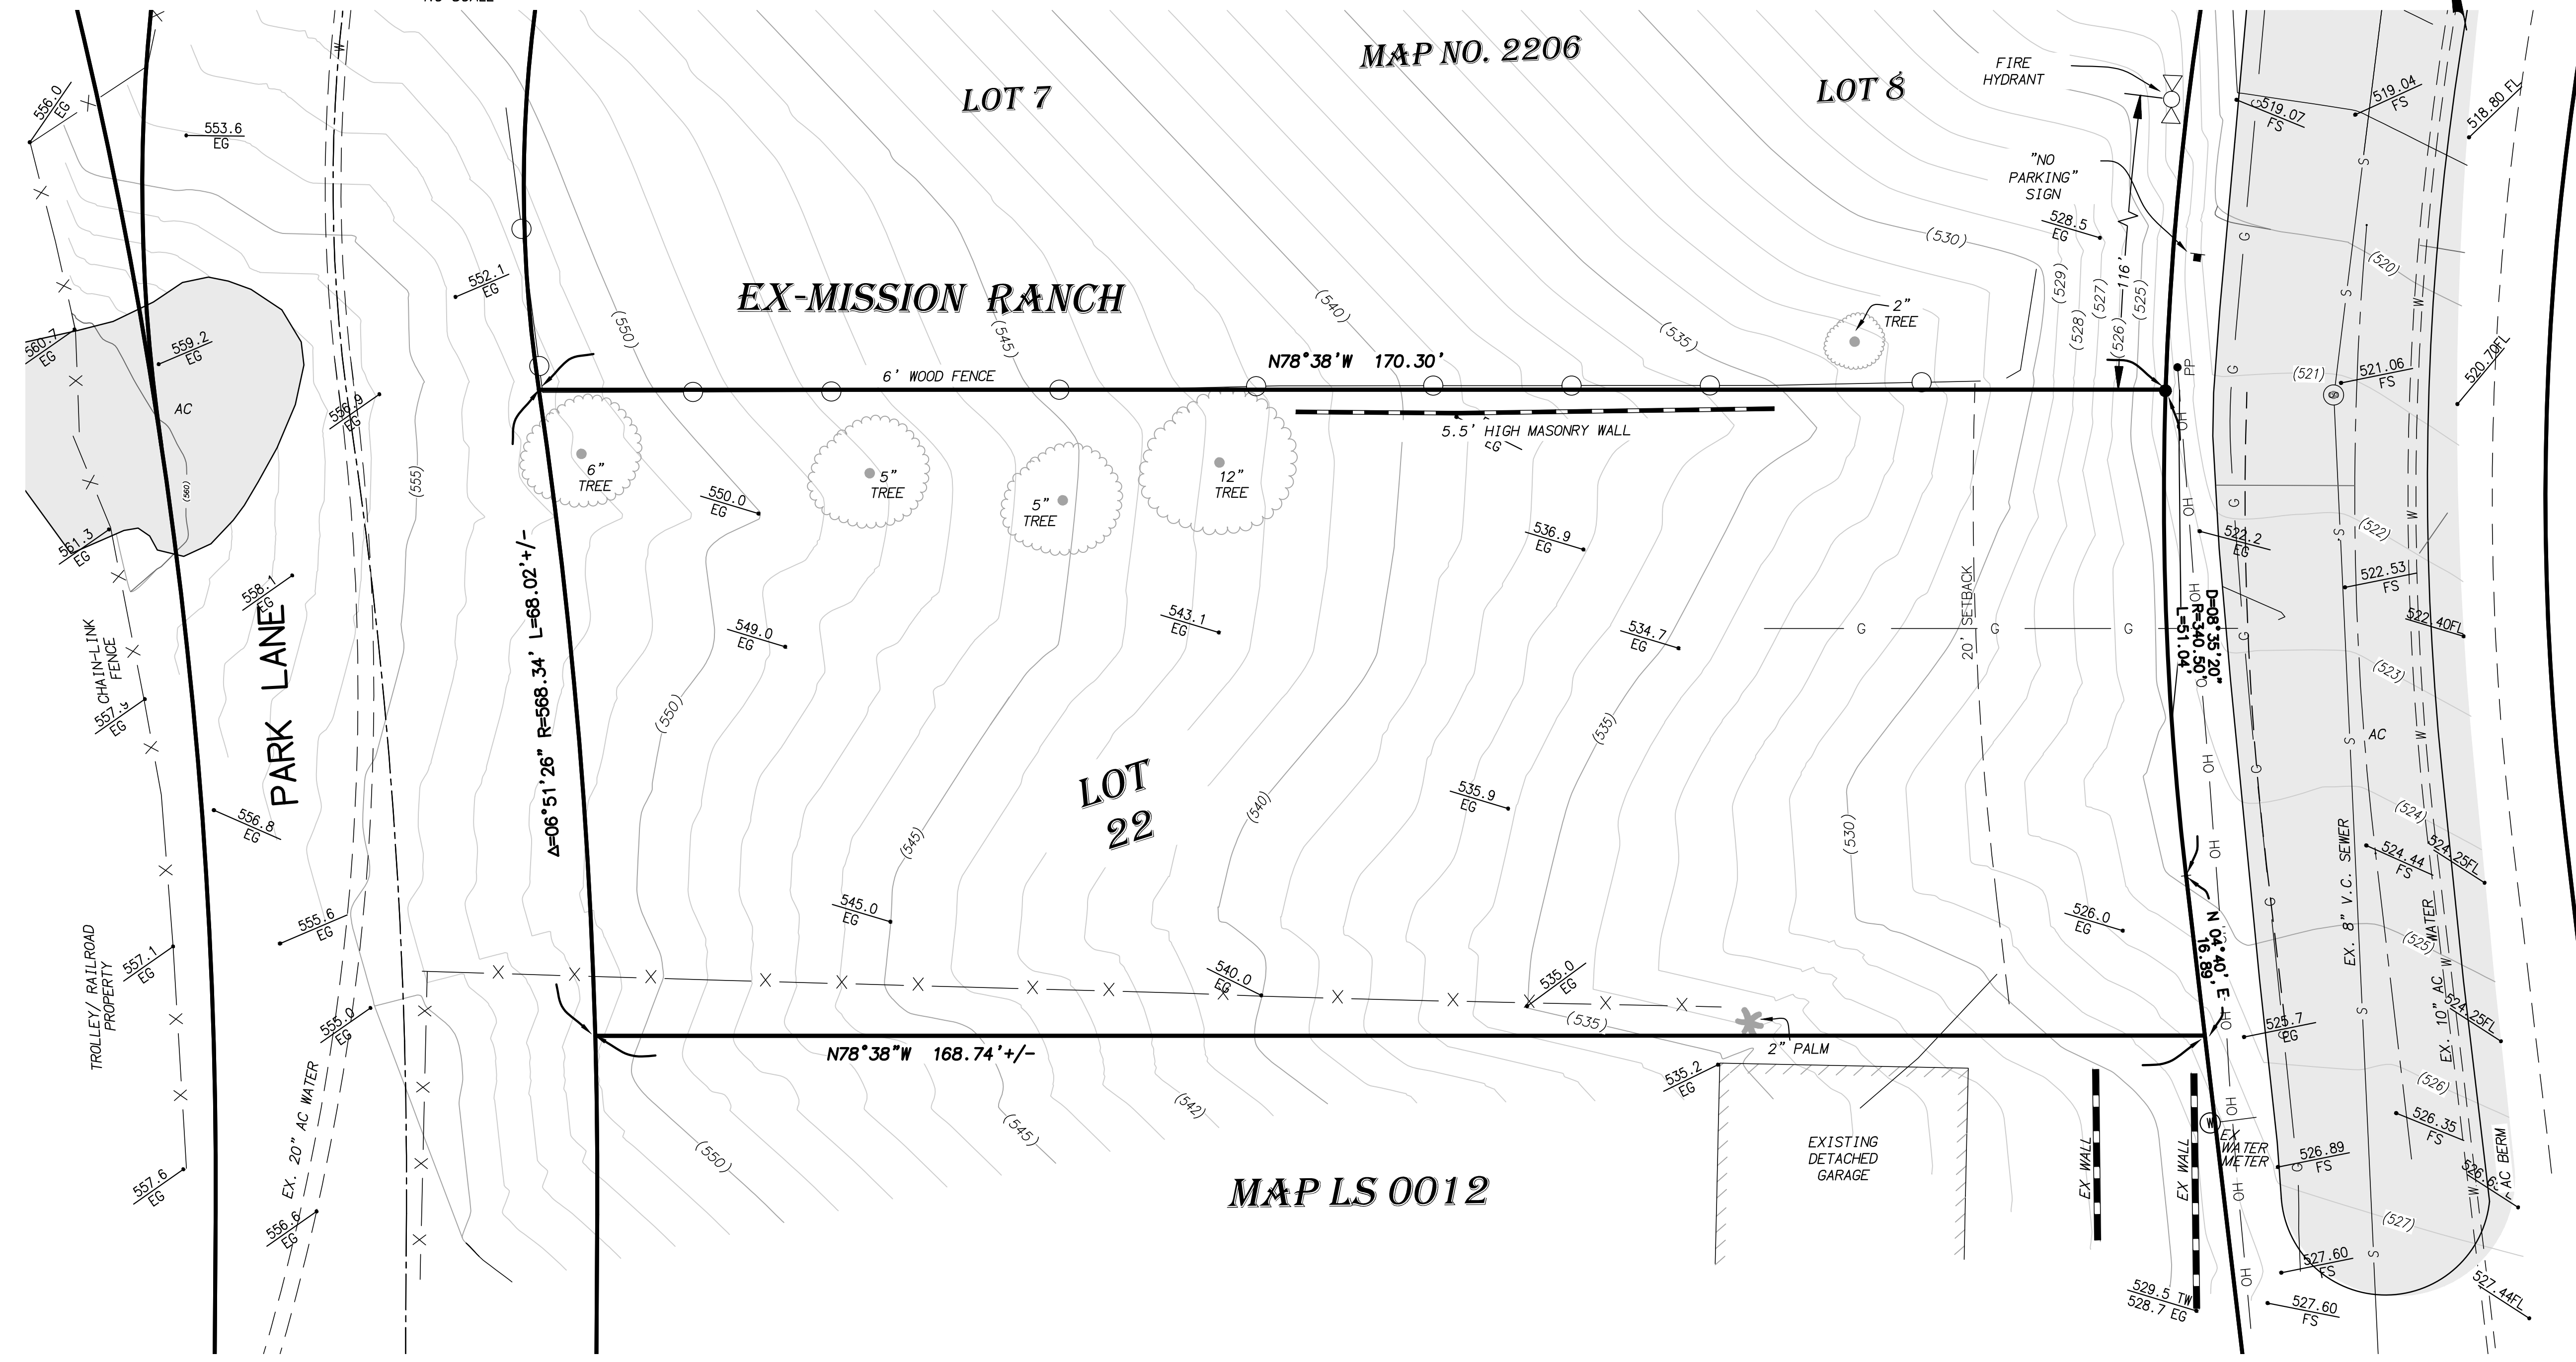 MAP NO. 2206
LOT 7
LOT 8
FIRE
HYDRANT
"NO
PARKING"
SIGN
556.0
EG
553.6
EG
552.1
EG
528.5
EG
519.07
FS
519.04
FS
518.80 FL
W
G
S
(530)
(529)
(528)
(527)
(526)
(525)
116'
(520)
EX-MISSION RANCH
(550)
(545)
(540)
(535)
2"
TREE
560.7
EG
559.2
EG
AC
556.9
EG
(560)
(555)
N78°38'W 170.30'
6' WOOD FENCE
5.5' HIGH MASONRY WALL
EG
PP
OH
(521)
521.06
FS
520.70FL
6"
TREE
5"
TREE
5"
TREE
12"
TREE
550.0
EG
536.9
EG
561.3
EG
558.1
EG
522.2
EG
(522)
522.53
FS
522.40FL
549.0
EG
543.1
EG
534.7
EG
20' SETBACK
G
G
G
D=08°35'20"
R=340.50'
L=51.04'
CHAIN-LINK
FENCE
PARK LANE
Δ=06°51'26" R=568.34' L=68.02'+/-
(523)
557.9
EG
(550)
(535)
AC
LOT
22
556.8
EG
(545)
(540)
535.9
EG
(530)
(524)
524.44
FS
524.25FL
EX. 8" V.C. SEWER
555.6
EG
545.0
EG
526.0
EG
N 04°40' E
16.89'
(525)
WATER
EX. 10" AC
TROLLEY/ RAILROAD
PROPERTY
557.1
EG
540.0
EG
535.0
EG
555.0
EG
(535)
525.7
EG
524.25FL
N78°38"W 168.74'+/-
2" PALM
535.2
EG
(526)
526.35
FS
EX. 20" AC WATER
(542)
(545)
(550)
EXISTING
DETACHED
GARAGE
EX WALL
EX WALL
W
EX
WATER
METER
526.89
FS
AC BERM
557.6
EG
MAP LS 0012
556.6
EG
(527)
527.60
FS
529.5 TW
528.7 EG
527.60
FS
527.44FL